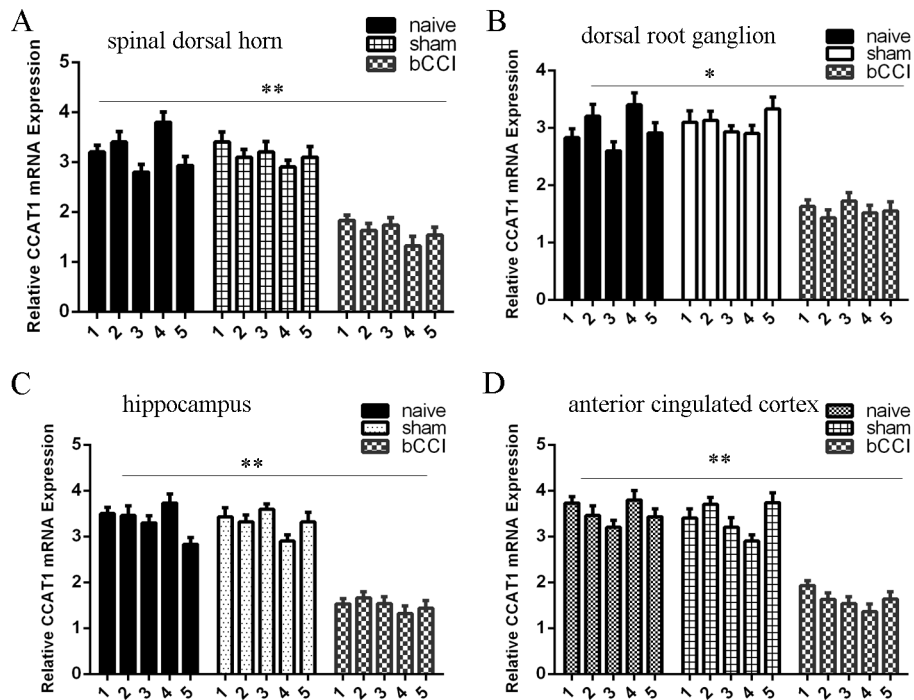 A
spinal dorsal horn
naive
sham
bCCI
Relative CCAT1 mRNA Expression
5
4
3
2
1
0
**
1 2 3 4 5 1 2 3 4 5 1 2 3 4 5
B
dorsal root ganglion
naive
sham
bCCI
Relative CCAT1 mRNA Expression
4
3
2
1
0
*
1 2 3 4 5 1 2 3 4 5 1 2 3 4 5
C
hippocampus
naive
sham
bCCI
Relative CCAT1 mRNA Expression
5
4
3
2
1
0
**
1 2 3 4 5 1 2 3 4 5 1 2 3 4 5
D
anterior cingulated cortex
naive
sham
bCCI
Relative CCAT1 mRNA Expression
5
4
3
2
1
0
**
1 2 3 4 5 1 2 3 4 5 1 2 3 4 5